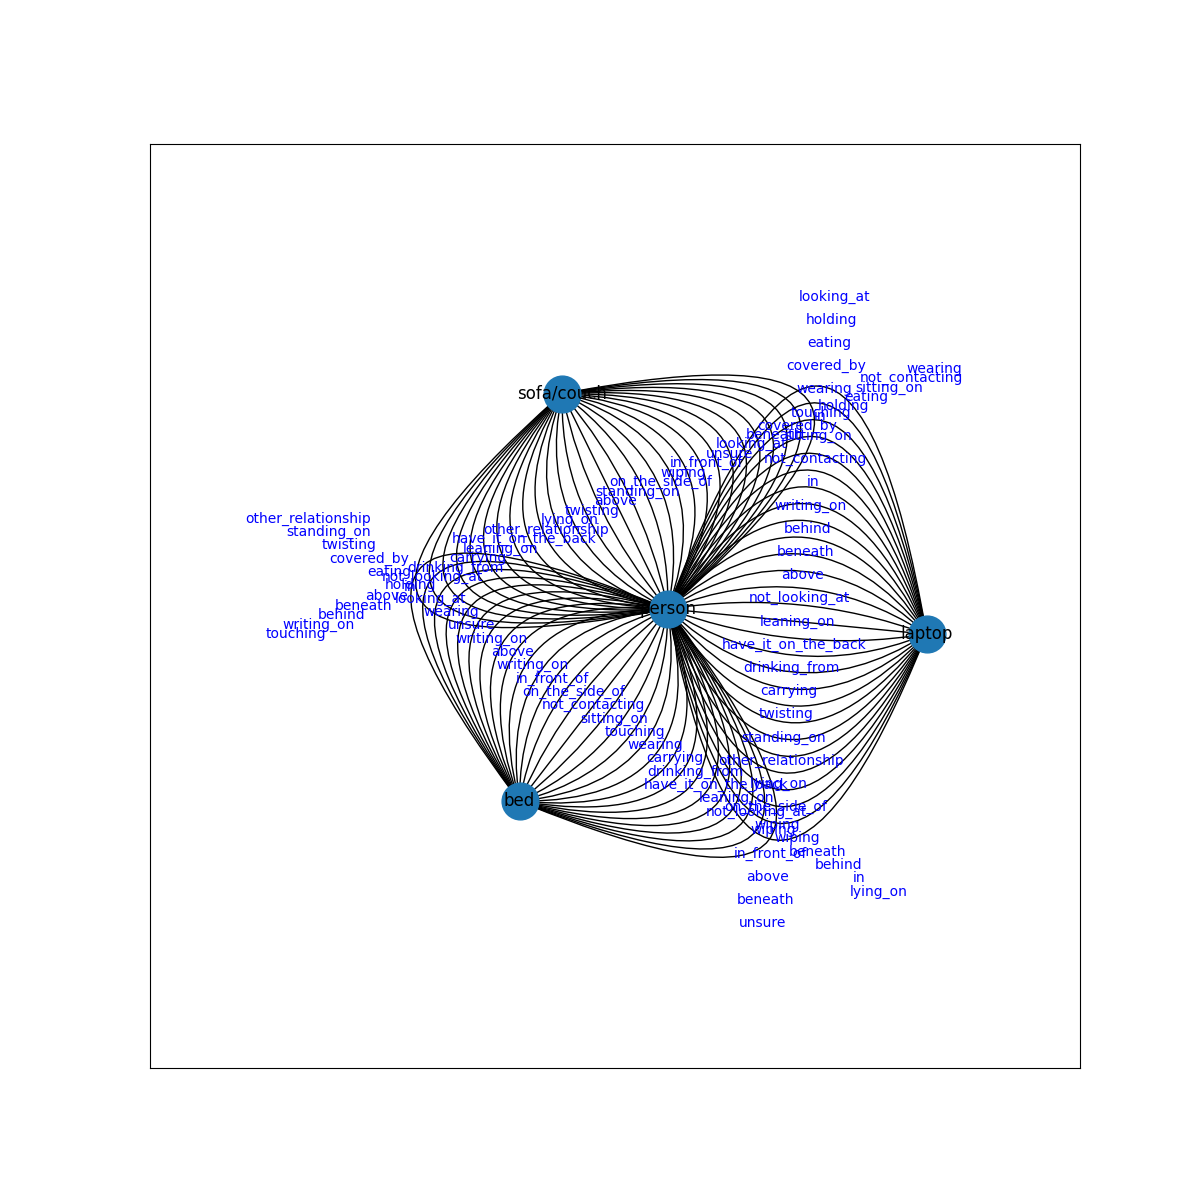 looking_at
holding
eating
covered_by
wearing
not_contacting
wearing
sitting_on
sofa/couch
eating
holding
touching
in
covered_by
beneath
sitting_on
looking_at
unsure
not_contacting
in_front_of
wiping
on_the_side_of
in
standing_on
above
writing_on
twisting
other_relationship
lying_on
behind
standing_on
other_relationship
have_it_on_the_back
twisting
leaning_on
beneath
covered_by
carrying
drinking_from
eating
not_looking_at
above
holding
in
above
looking_at
not_looking_at
beneath
person
wearing
behind
leaning_on
writing_on
unsure
touching
laptop
writing_on
have_it_on_the_back
above
writing_on
drinking_from
in_front_of
on_the_side_of
carrying
not_contacting
twisting
sitting_on
touching
standing_on
wearing
carrying
other_relationship
drinking_from
have_it_on_the_back
lying_on
leaning_on
bed
on_the_side_of
not_looking_at
wiping
wiping
wiping
in_front_of
beneath
behind
above
in
lying_on
beneath
unsure